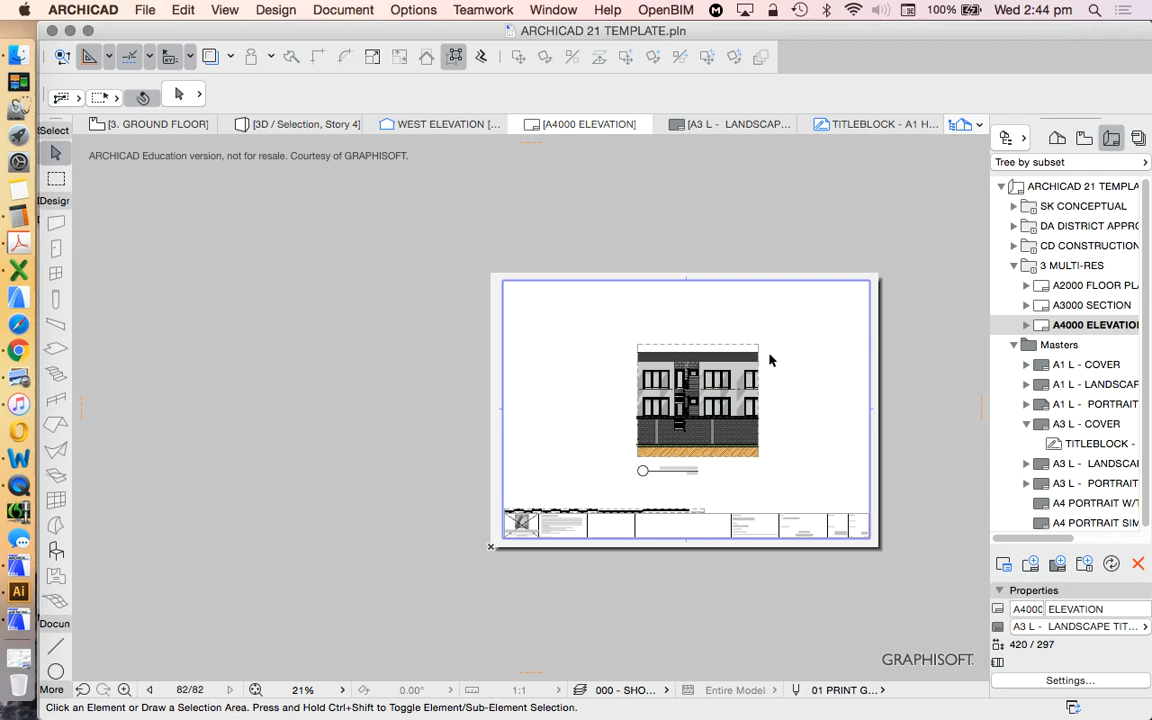 ARCHICAD File Edit View Design Document Options Teamwork Window Help OpenBIM 100% Wed 2:44 pm
ARCHICAD 21 TEMPLATE.pln
[3. GROUND FLOOR] [3D / Selection, Story 4] WEST ELEVATION [... [A4000 ELEVATION] [A3 L - LANDSCAP... TITLEBLOCK - A1 H...
Select
ARCHICAD Education version, not for resale. Courtesy of GRAPHISOFT.
Tree by subset
ARCHICAD 21 TEMPLA
Design
SK CONCEPTUAL
DA DISTRICT APPRO
CD CONSTRUCTION
3 MULTI-RES
A2000 FLOOR PL
A3000 SECTION
A4000 ELEVATIO
Masters
A1 L - COVER
A1 L - LANDSCAP
A1 L - PORTRAIT
A3 L - COVER
TITLEBLOCK -
A3 L - LANDSC
A3 L - PORTRAIT
A4 PORTRAIT W/T
A4 PORTRAIT SIM
Properties
A400C ELEVATION
Docun
A3 L - LANDSCAPE TIT...
420 / 297
GRAPHISOFT.
Settings...
More 82/82 21% 0.00° 1:1 000 - SHO... Entire Model 01 PRINT G...
Click an Element or Draw a Selection Area. Press and Hold Ctrl+Shift to Toggle Element/Sub-Element Selection.